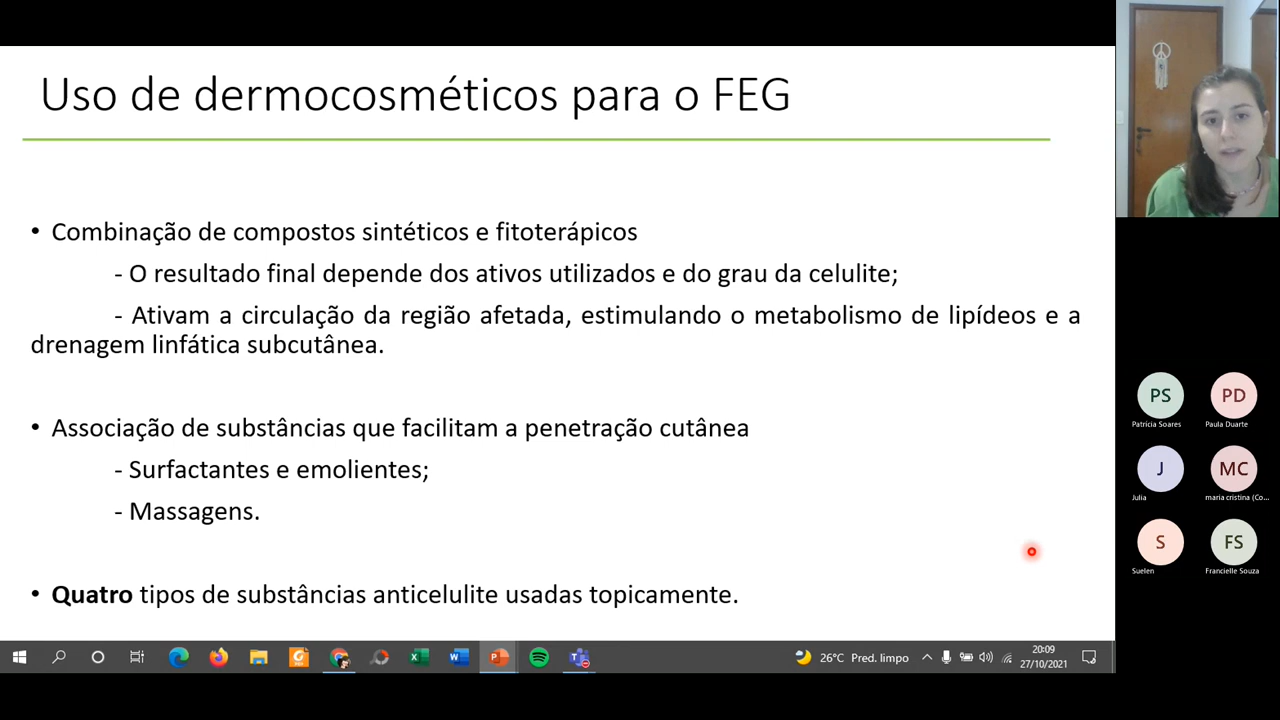 Uso de dermocosméticos para o FEG
• Combinação de compostos sintéticos e fitoterápicos
- O resultado final depende dos ativos utilizados e do grau da celulite;
- Ativam a circulação da região afetada, estimulando o metabolismo de lipídeos e a
drenagem linfática subcutânea.
• Associação de substâncias que facilitam a penetração cutânea
- Surfactantes e emolientes;
- Massagens.
• Quatro tipos de substâncias anticelulite usadas topicamente.
PS PD
Patrícia Soares Paula Duarte
J MC
Julia maria cristina (Co...
S FS
Suelen Francielle Souza
26°C Pred. limpo
20:09
27/10/2021